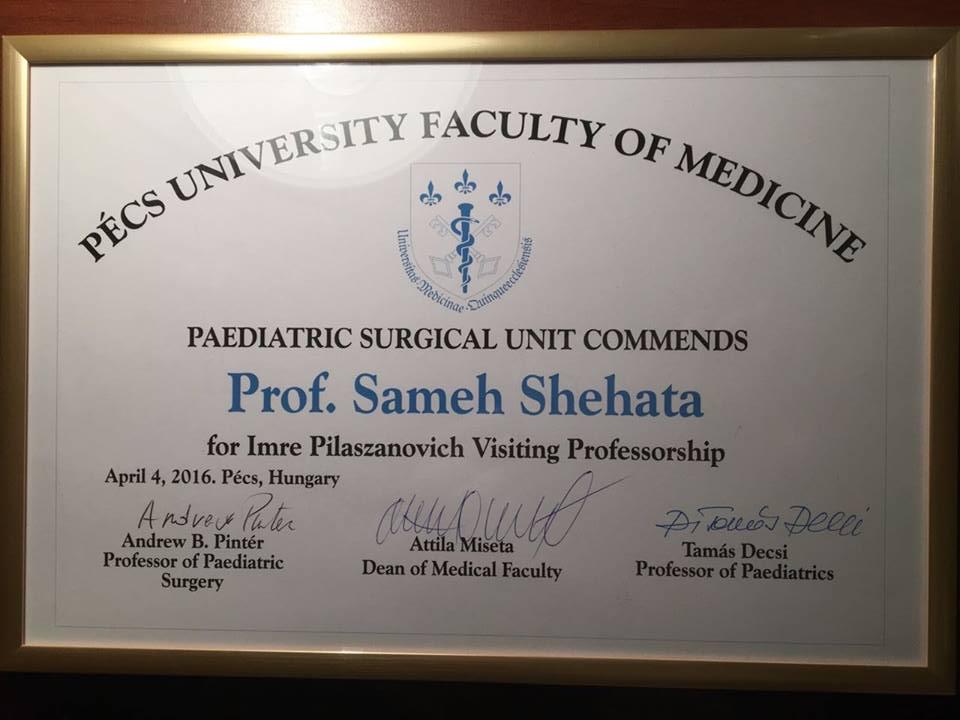 PÉCS UNIVERSITY FACULTY OF MEDICINE
Universitas Medicinae Quinqueecclesiensis
PAEDIATRIC SURGICAL UNIT COMMENDS
Prof. Sameh Shehata
for Imre Pilaszanovich Visiting Professorship
April 4, 2016. Pécs, Hungary
Andrew B. Pintér
Professor of Paediatric
Surgery
Attila Miseta
Dean of Medical Faculty
Tamás Decsi
Professor of Paediatrics